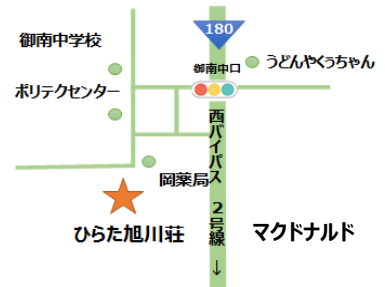 180
御南中学校
御南中口
うどんやくぅちゃん
ポリテクセンター
西バイパス 2号線 ↓
岡薬局
ひらた旭川荘
マクドナルド